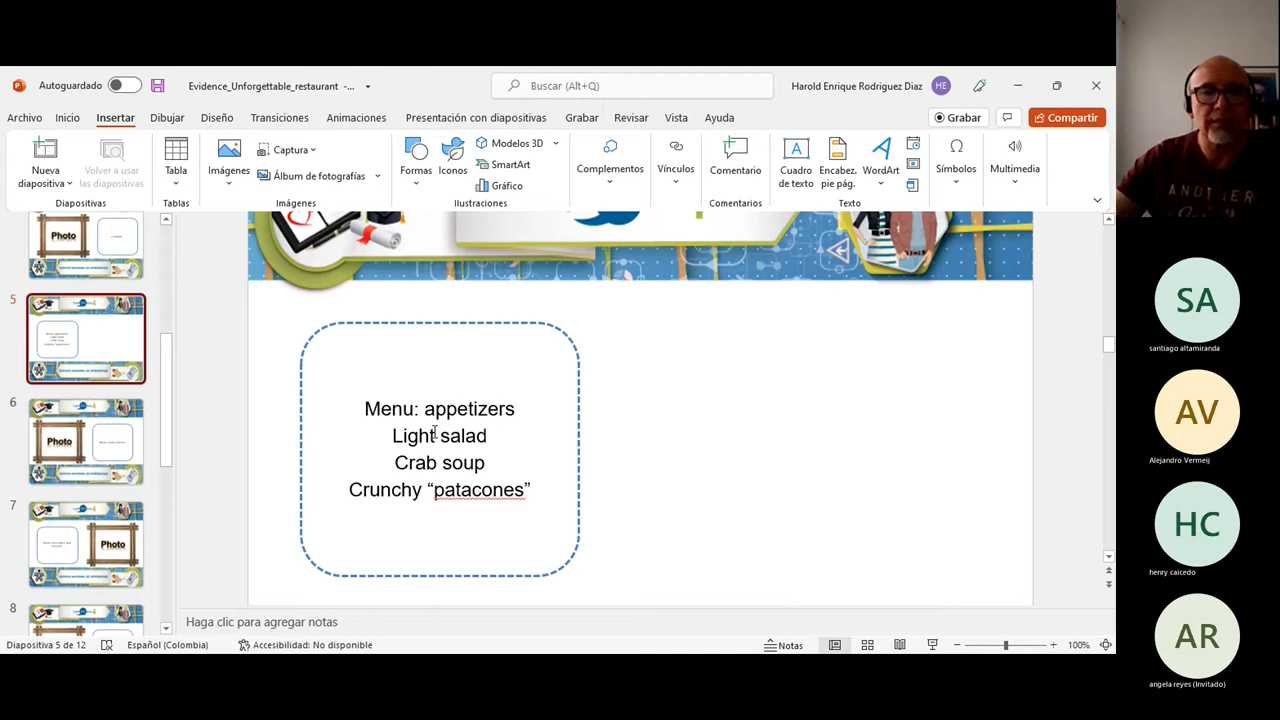 Autoguardado
Evidence_Unforgettable_restaurant -...
Buscar (Alt+Q)
Harold Enrique Rodriguez Diaz
HE
Archivo Inicio Insertar Dibujar Diseño Transiciones Animaciones Presentación con diapositivas Grabar Revisar Vista Ayuda
Grabar
Compartir
Nueva
diapositiva
Volver a usar
las diapositivas
Diapositivas
Tabla
Tablas
Imágenes
Captura
Álbum de fotografías
Imágenes
Formas
Iconos
Modelos 3D
SmartArt
Gráfico
Ilustraciones
Complementos
Vínculos
Comentario
Comentarios
Cuadro
de texto
Encabez.
pie pág.
WordArt
Texto
Símbolos
Multimedia
Photo
5
6
Photo
7
Photo
8
Menu: appetizers
Light salad
Crab soup
Crunchy “patacones”
Haga clic para agregar notas
Diapositiva 5 de 12
Español (Colombia)
Accesibilidad: No disponible
Notas
100%
ANOTHER
SA
santiago altamiranda
AV
Alejandro Vermeij
HC
henry caicedo
AR
angela reyes (Invitado)